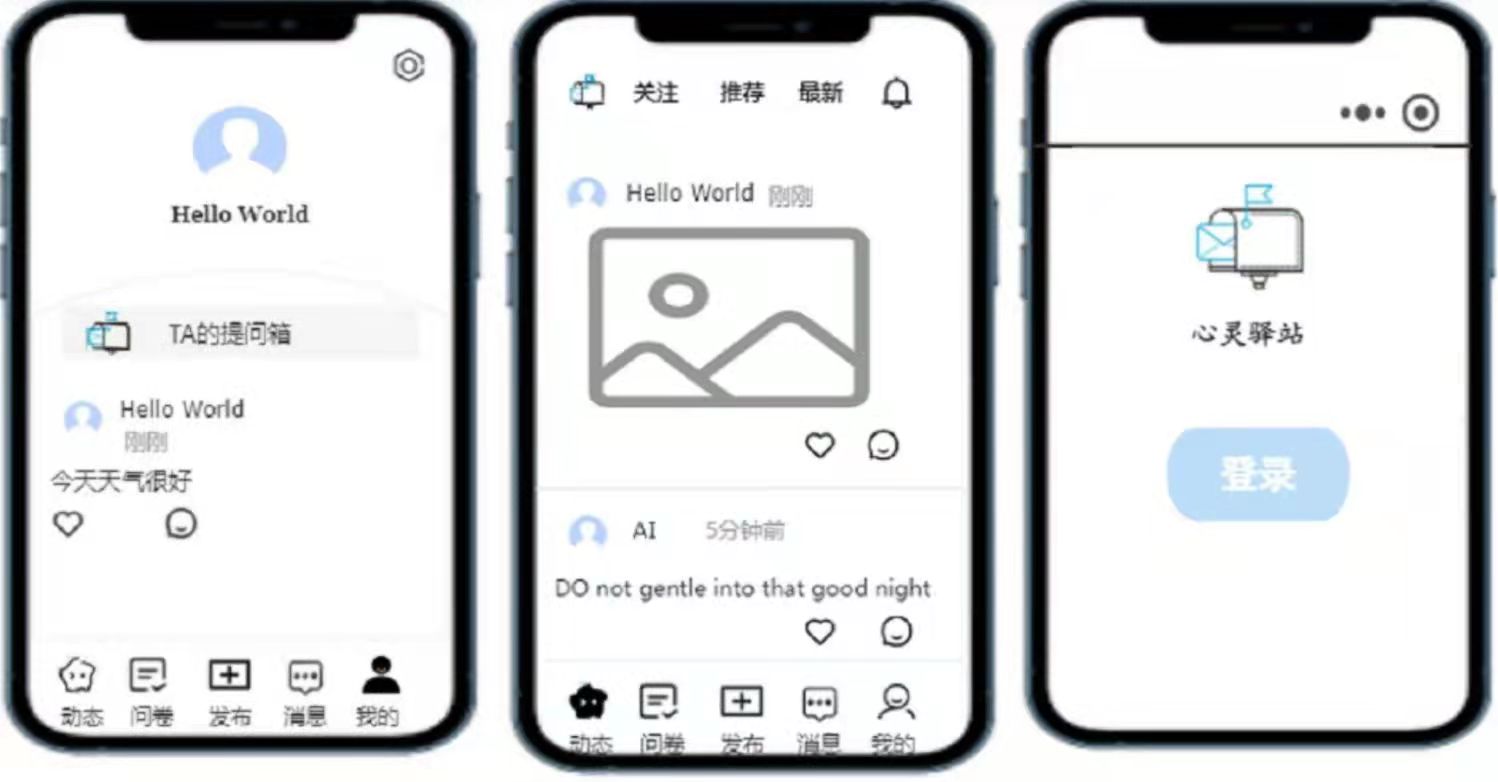 Hello World
TA的提问箱
Hello World
刚刚
今天天气很好
动态 问卷 发布 消息 我的
关注 推荐 最新
Hello World 刚刚
AI 5分钟前
DO not gentle into that good night
动态 问卷 发布 消息 我的
心灵驿站
登录